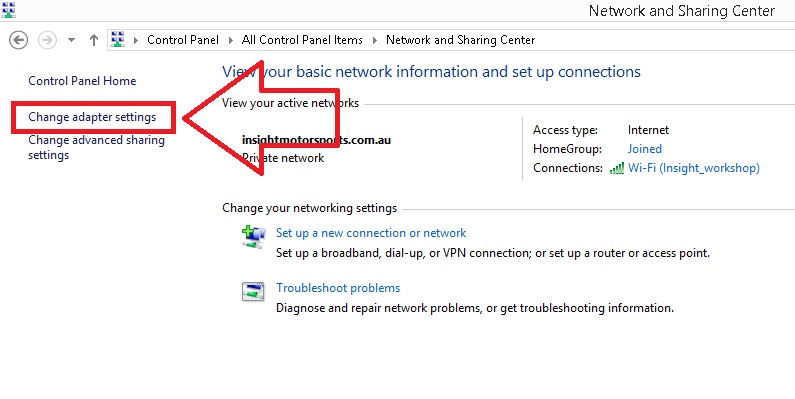 Network and Sharing Center
Control Panel Home
Change adapter settings
Change advanced sharing
settings
Control Panel All Control Panel Items Network and Sharing Center
View your basic network information and set up connections
View your active networks
insightmotorsports.com.au
Private network
Access type: Internet
HomeGroup: Joined
Connections: Wi-Fi (Insight_workshop)
Change your networking settings
Set up a new connection or network
Set up a broadband, dial-up, or VPN connection; or set up a router or access point.
Troubleshoot problems
Diagnose and repair network problems, or get troubleshooting information.